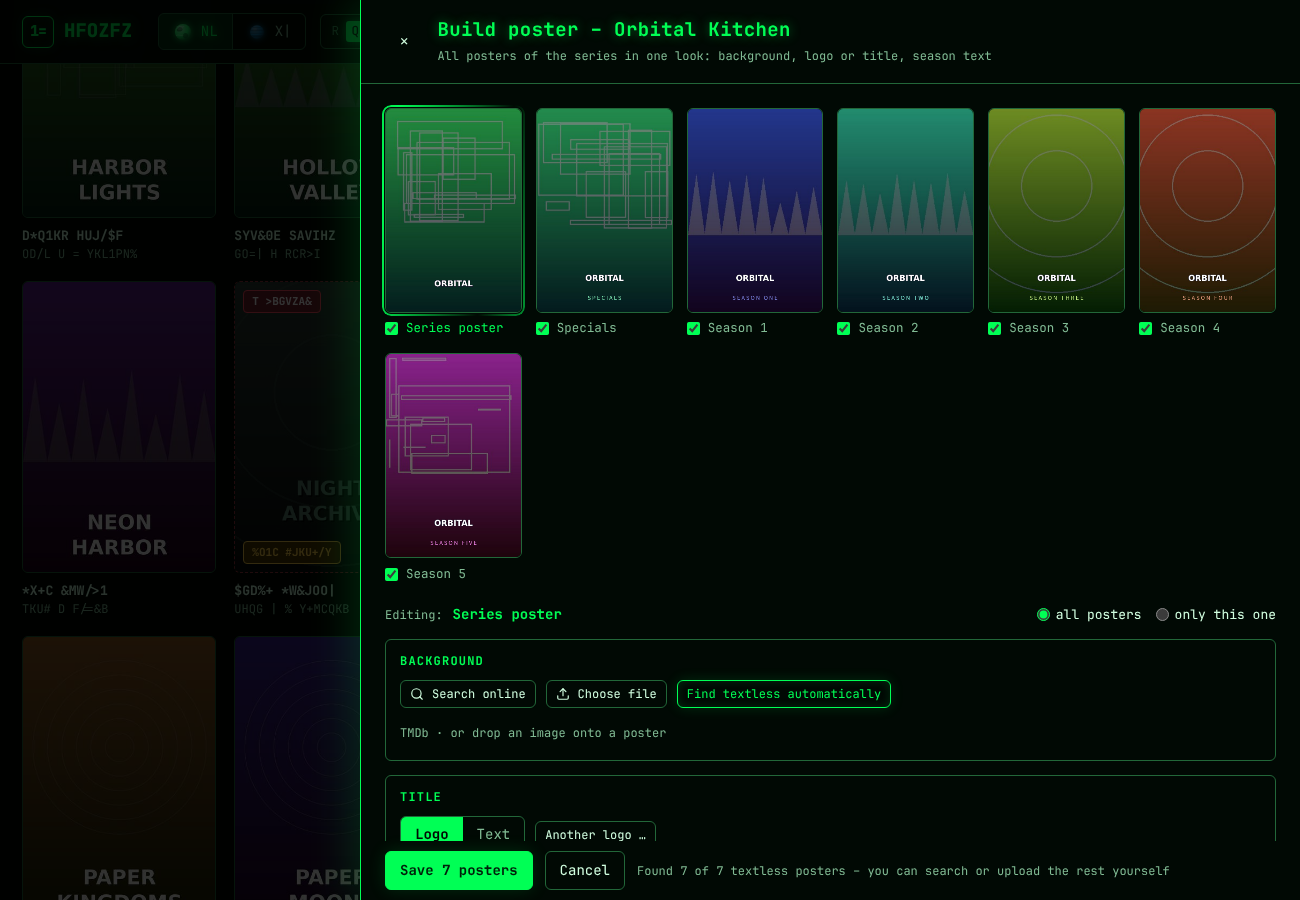 1= HFOZFZ NL X| R
Build poster – Orbital Kitchen
All posters of the series in one look: background, logo or title, season text
HARBOR
LIGHTS
D*Q1KR HUJ/$F
OD/L U = YKL1PN%
SYV&0E SAVIHZ
GO=| H RCR>I
ORBITAL
ORBITAL
SPECIALS
ORBITAL
SEASON ONE
ORBITAL
SEASON TWO
ORBITAL
SEASON THREE
ORBITAL
SEASON FOUR
Series poster
Specials
Season 1
Season 2
Season 3
Season 4
T >BGVZA&
NEON
HARBOR
%O1C #JKU+/Y
*X+C &MW/>1
$GD%+ *W&JOO|
UHQG | % Y+MCQKB
ORBITAL
SEASON FIVE
Season 5
Editing: Series poster
all posters only this one
BACKGROUND
Search online Choose file Find textless automatically
TMDb · or drop an image onto a poster
TITLE
Logo Text Another logo …
PAPER
KINGDOMS
PAPER
Save 7 posters Cancel Found 7 of 7 textless posters – you can search or upload the rest yourself